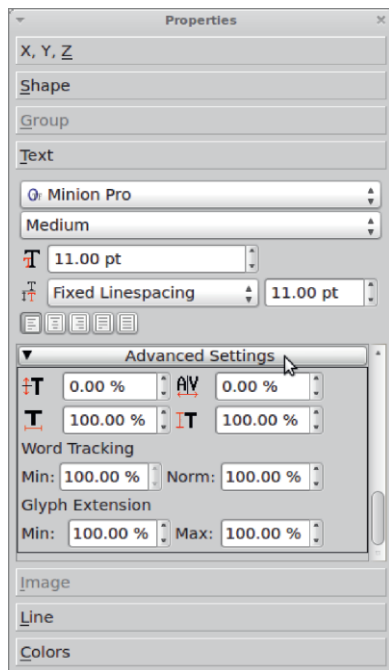 Properties
X, Y, Z
Shape
Group
Text
Minion Pro
Medium
11.00 pt
Fixed Linespacing 11.00 pt
Advanced Settings
0.00 % 0.00 %
100.00 % 100.00 %
Word Tracking
Min: 100.00 % Norm: 100.00 %
Glyph Extension
Min: 100.00 % Max: 100.00 %
Image
Line
Colors